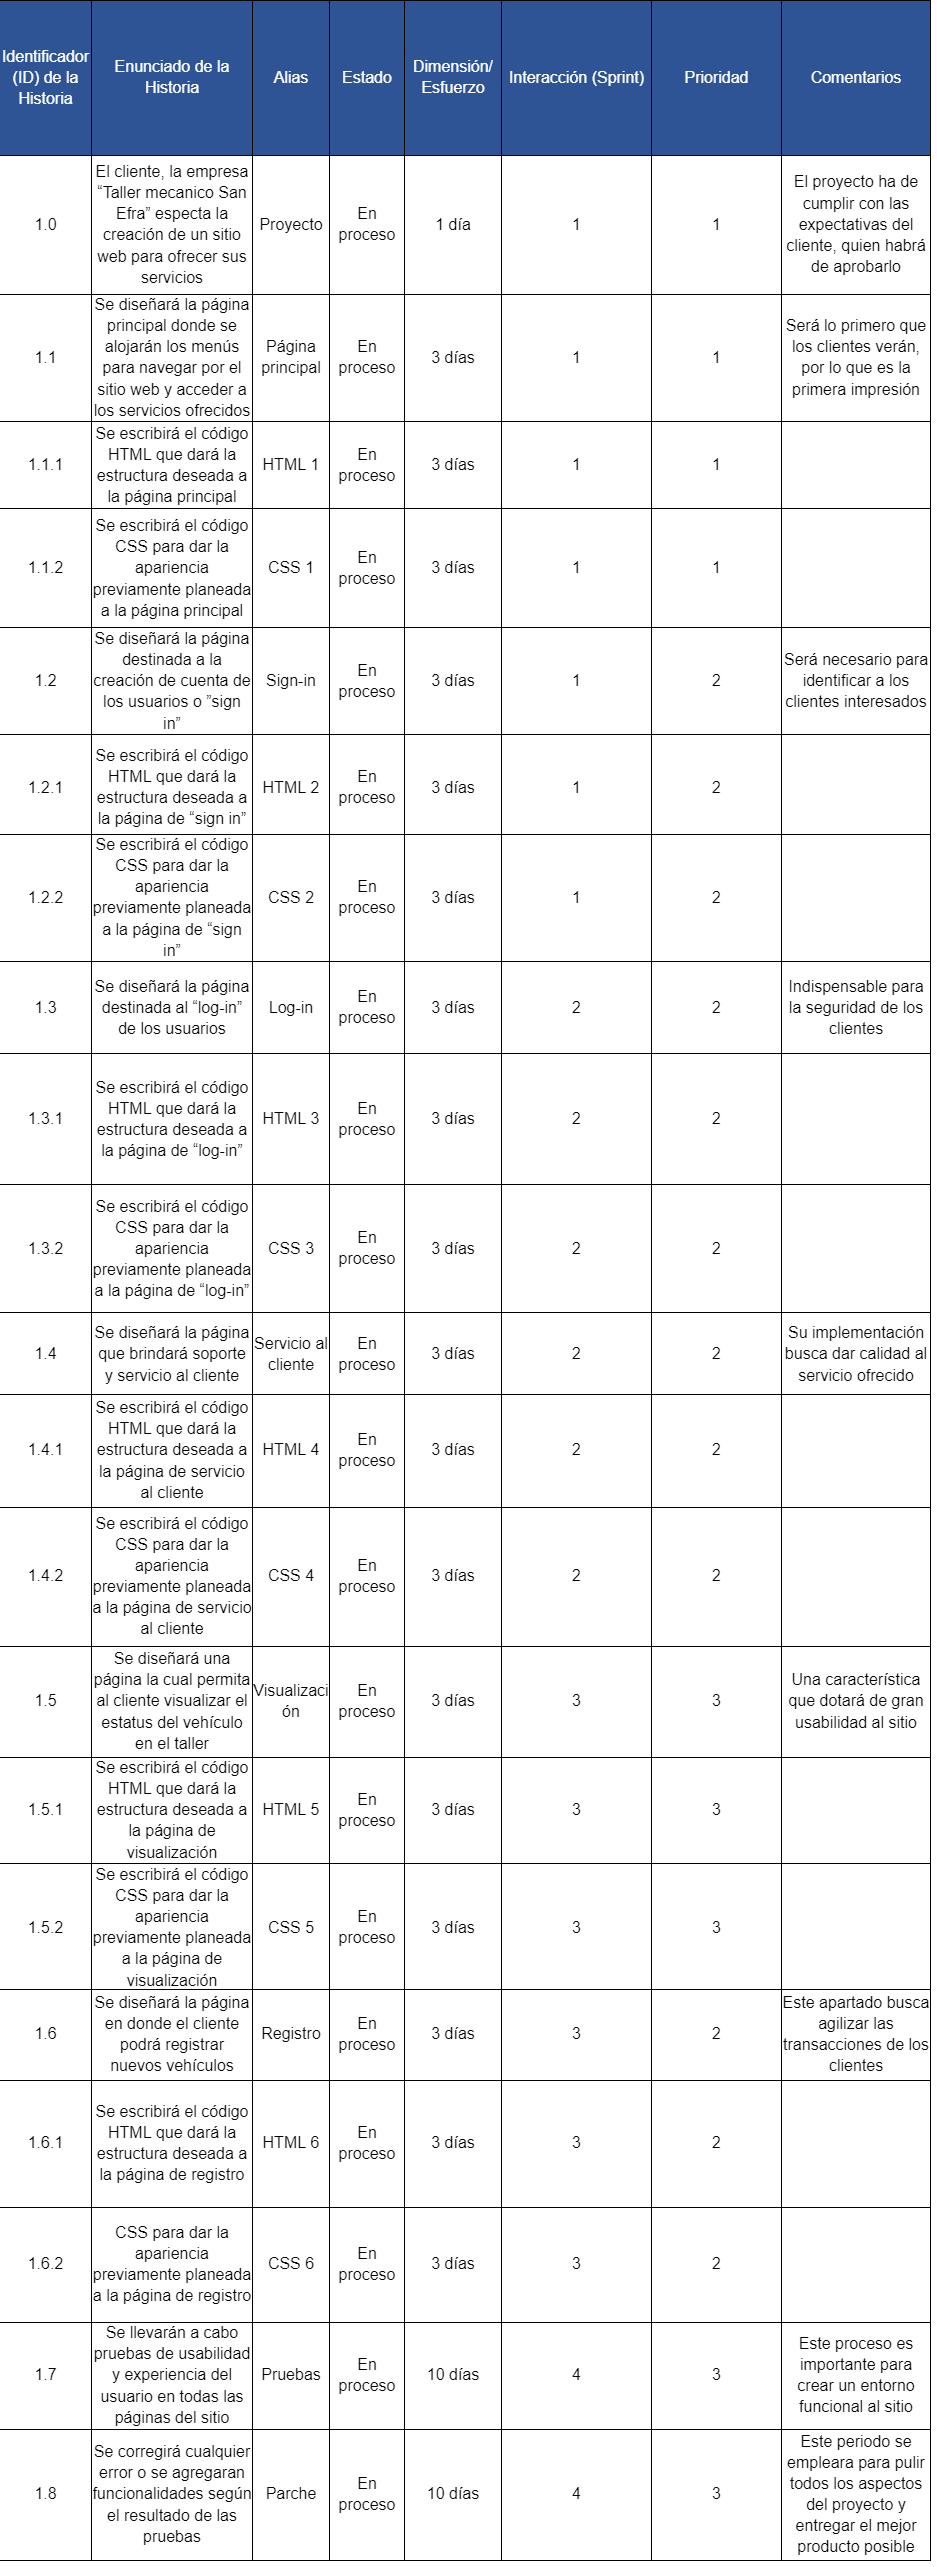 Identificador
(ID) de la
Historia
Enunciado de la
Historia
Alias
Estado
Dimensión/
Esfuerzo
Interacción (Sprint)
Prioridad
Comentarios
1.0
El cliente, la empresa
“Taller mecanico San
Efra” especta la
creación de un sitio
web para ofrecer sus
servicios
Proyecto
En
proceso
1 día
1
1
El proyecto ha de
cumplir con las
expectativas del
cliente, quien habrá
de aprobarlo
1.1
Se diseñará la página
principal donde se
alojarán los menús
para navegar por el
sitio web y acceder a
los servicios ofrecidos
Página
principal
En
proceso
3 días
1
1
Será lo primero que
los clientes verán,
por lo que es la
primera impresión
1.1.1
Se escribirá el código
HTML que dará la
estructura deseada a
la página principal
HTML 1
En
proceso
3 días
1
1
1.1.2
Se escribirá el código
CSS para dar la
apariencia
previamente planeada
a la página principal
CSS 1
En
proceso
3 días
1
1
1.2
Se diseñará la página
destinada a la
creación de cuenta de
los usuarios o ”sign
in”
Sign-in
En
proceso
3 días
1
2
Será necesario para
identificar a los
clientes interesados
1.2.1
Se escribirá el código
HTML que dará la
estructura deseada a
la página de “sign in”
HTML 2
En
proceso
3 días
1
2
1.2.2
Se escribirá el código
CSS para dar la
apariencia
previamente planeada
a la página de “sign
in”
CSS 2
En
proceso
3 días
1
2
1.3
Se diseñará la página
destinada al “log-in”
de los usuarios
Log-in
En
proceso
3 días
2
2
Indispensable para
la seguridad de los
clientes
1.3.1
Se escribirá el código
HTML que dará la
estructura deseada a
la página de “log-in”
HTML 3
En
proceso
3 días
2
2
1.3.2
Se escribirá el código
CSS para dar la
apariencia
previamente planeada
a la página de “log-in”
CSS 3
En
proceso
3 días
2
2
1.4
Se diseñará la página
que brindará soporte
y servicio al cliente
Servicio al
cliente
En
proceso
3 días
2
2
Su implementación
busca dar calidad al
servicio ofrecido
1.4.1
Se escribirá el código
HTML que dará la
estructura deseada a
la página de servicio
al cliente
HTML 4
En
proceso
3 días
2
2
1.4.2
Se escribirá el código
CSS para dar la
apariencia
previamente planeada
a la página de servicio
al cliente
CSS 4
En
proceso
3 días
2
2
1.5
Se diseñará una
página la cual permita
al cliente visualizar el
estatus del vehículo
en el taller
Visualizaci
ón
En
proceso
3 días
3
3
Una característica
que dotará de gran
usabilidad al sitio
1.5.1
Se escribirá el código
HTML que dará la
estructura deseada a
la página de
visualización
HTML 5
En
proceso
3 días
3
3
1.5.2
Se escribirá el código
CSS para dar la
apariencia
previamente planeada
a la página de
visualización
CSS 5
En
proceso
3 días
3
3
1.6
Se diseñará la página
en donde el cliente
podrá registrar
nuevos vehículos
Registro
En
proceso
3 días
3
2
Este apartado busca
agilizar las
transacciones de los
clientes
1.6.1
Se escribirá el código
HTML que dará la
estructura deseada a
la página de registro
HTML 6
En
proceso
3 días
3
2
1.6.2
CSS para dar la
apariencia
previamente planeada
a la página de registro
CSS 6
En
proceso
3 días
3
2
1.7
Se llevarán a cabo
pruebas de usabilidad
y experiencia del
usuario en todas las
páginas del sitio
Pruebas
En
proceso
10 días
4
3
Este proceso es
importante para
crear un entorno
funcional al sitio
1.8
Se corregirá cualquier
error o se agregaran
funcionalidades según
el resultado de las
pruebas
Parche
En
proceso
10 días
4
3
Este periodo se
empleara para pulir
todos los aspectos
del proyecto y
entregar el mejor
producto posible